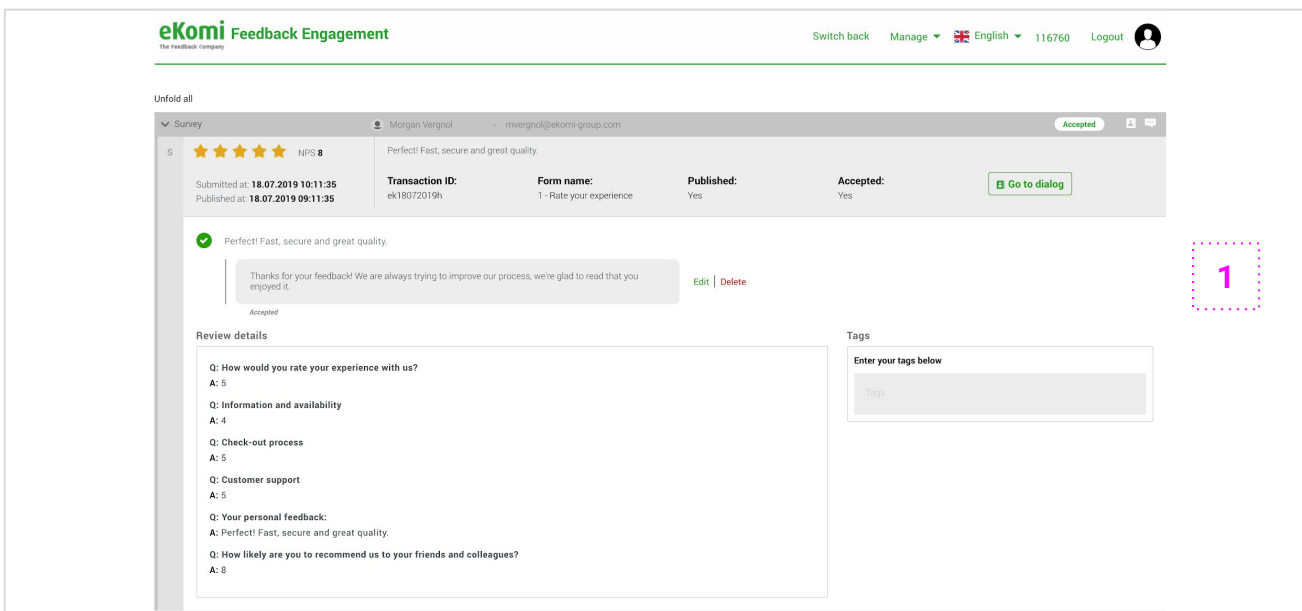 eKomi Feedback Engagement
The Feedback Company
Switch back Manage English 116760 Logout
Unfold all
Survey Morgan Vergnol - mvergnol@ekomi-group.com Accepted
S NPS 8 Perfect! Fast, secure and great quality.
Submitted at: 18.07.2019 10:11:35
Published at: 18.07.2019 09:11:35
Transaction ID: Form name: Published: Accepted:
ek18072019h 1 - Rate your experience Yes Yes
Go to dialog
Perfect! Fast, secure and great quality.
Thanks for your feedback! We are always trying to improve our process, we're glad to read that you
enjoyed it.
Edit | Delete
Accepted
1
Review details
Q: How would you rate your experience with us?
A: 5
Q: Information and availability
A: 4
Q: Check-out process
A: 5
Q: Customer support
A: 5
Q: Your personal feedback:
A: Perfect! Fast, secure and great quality.
Q: How likely are you to recommend us to your friends and colleagues?
A: 8
Tags
Enter your tags below
Tags